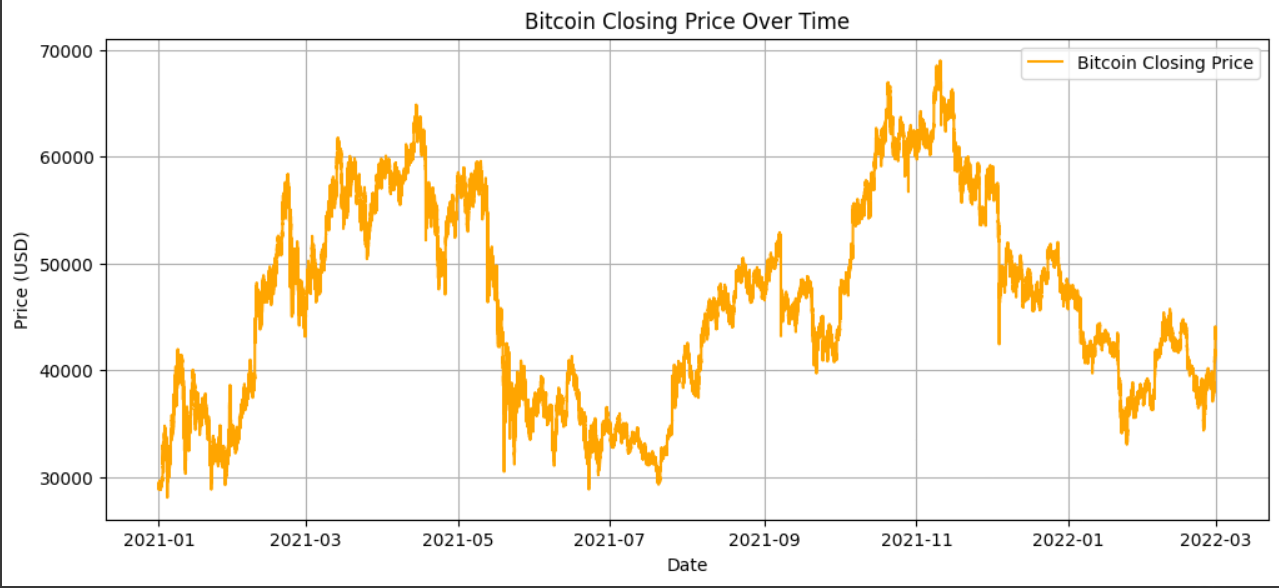 Bitcoin Closing Price Over Time
70000
Bitcoin Closing Price
60000
50000
40000
30000
Price (USD)
2021-01 2021-03 2021-05 2021-07 2021-09 2021-11 2022-01 2022-03
Date